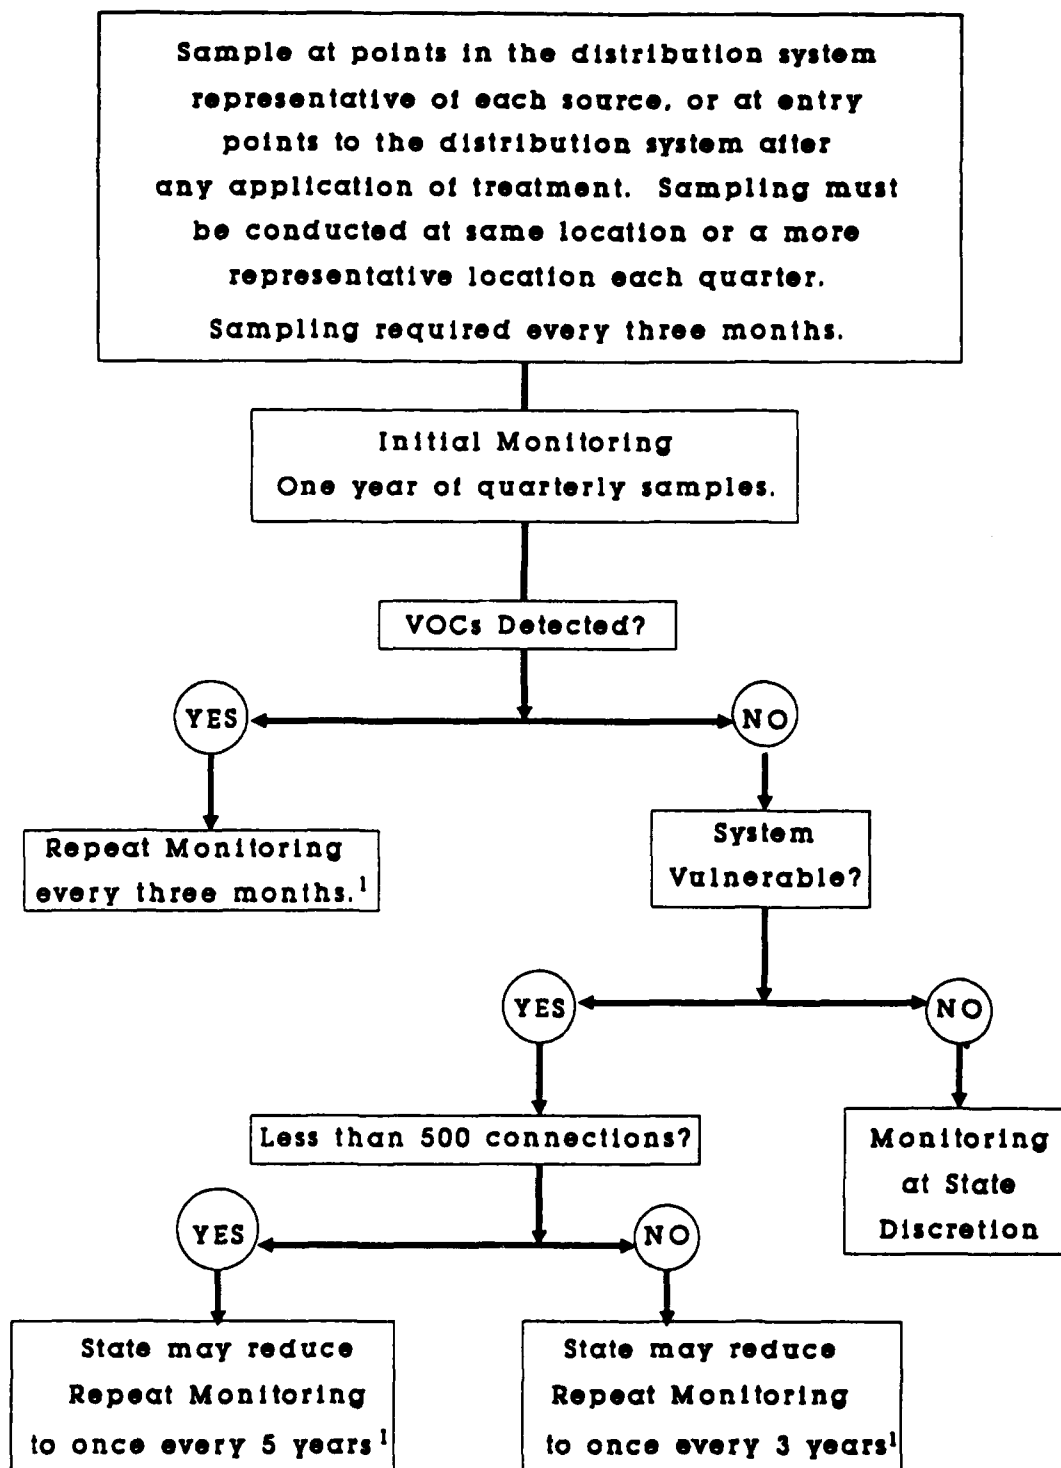 Sample at points in the distribution system
representative of each source, or at entry
points to the distribution system after
any application of treatment. Sampling must
be conducted at same location or a more
representative location each quarter.
Sampling required every three months.
Initial Monitoring
One year of quarterly samples.
VOCs Detected?
YES
NO
Repeat Monitoring
every three months.¹
System
Vulnerable?
YES
NO
Less than 500 connections?
Monitoring
at State
Discretion
YES
NO
State may reduce
Repeat Monitoring
to once every 5 years¹
State may reduce
Repeat Monitoring
to once every 3 years¹